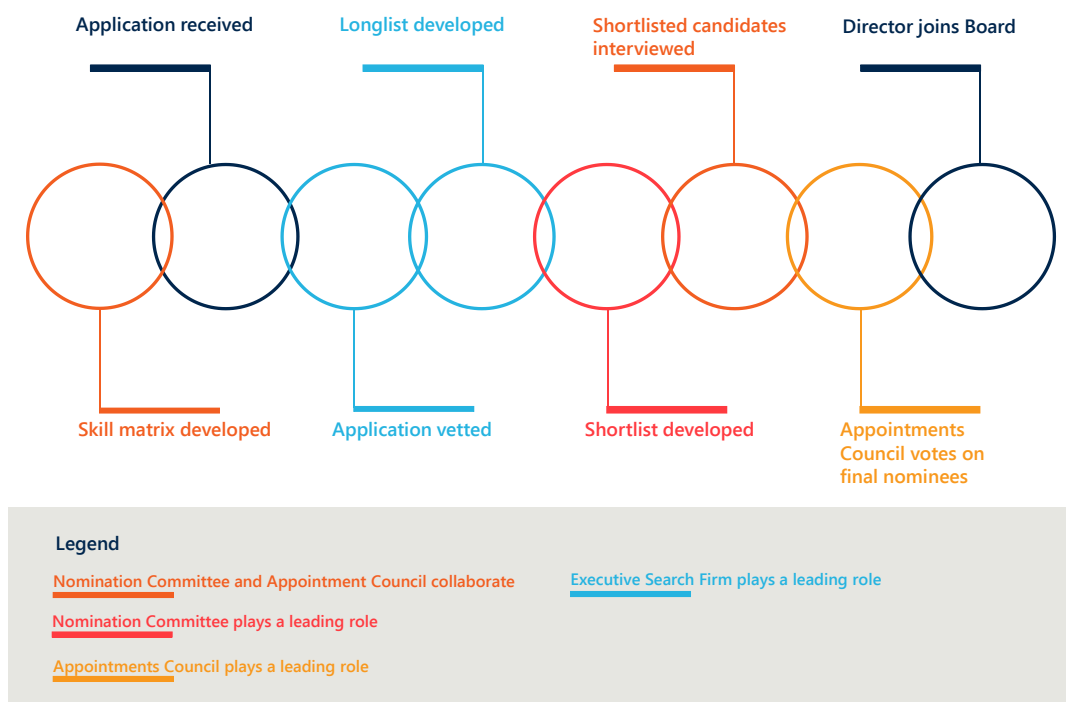 Application received
Longlist developed
Shortlisted candidates
interviewed
Director joins Board
Skill matrix developed
Application vetted
Shortlist developed
Appointments
Council votes on
final nominees
Legend
Nomination Committee and Appointment Council collaborate
Executive Search Firm plays a leading role
Nomination Committee plays a leading role
Appointments Council plays a leading role